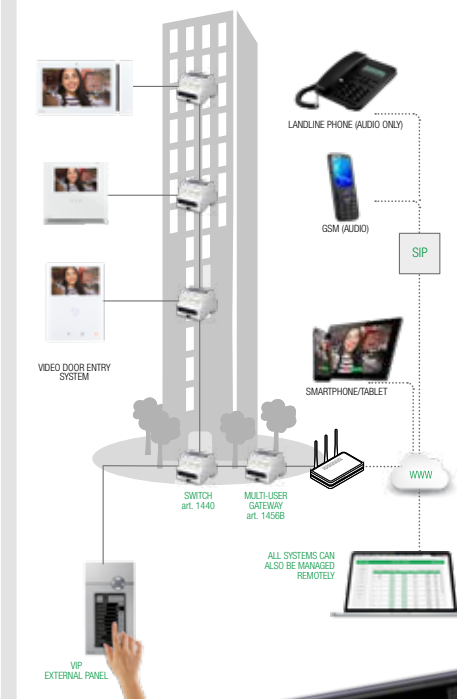 LANDLINE PHONE (AUDIO ONLY)
GSM (AUDIO)
SIP
VIDEO DOOR ENTRY
SYSTEM
SMARTPHONE/TABLET
WWW
SWITCH
art. 1440
MULTI-USER
GATEWAY
art. 1456B
ALL SYSTEMS CAN
ALSO BE MANAGED
REMOTELY
VIP
EXTERNAL PANEL